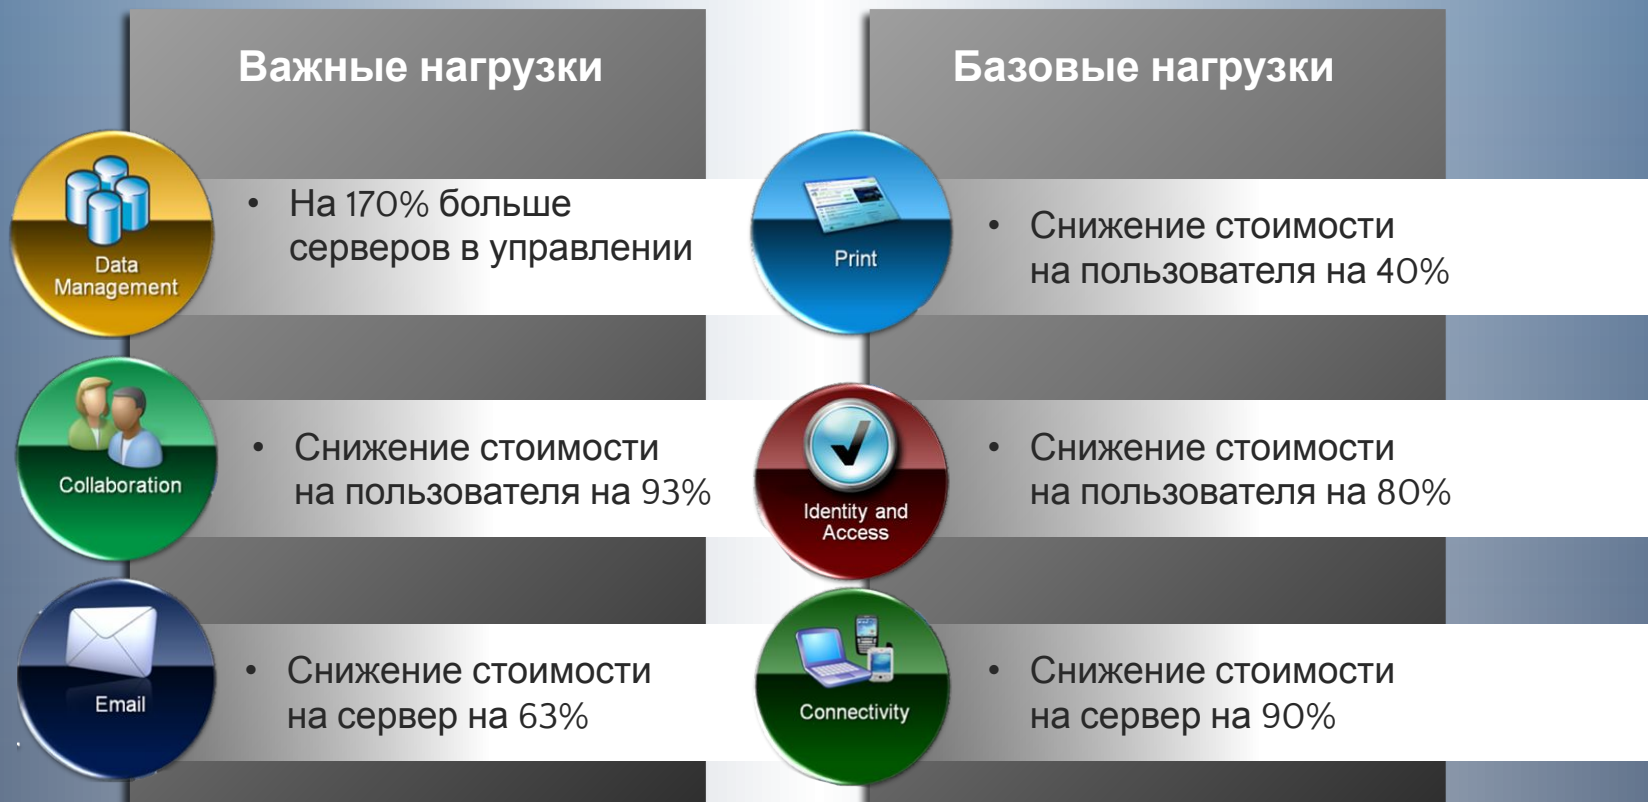 Важные нагрузки
Data
Management
• На 170% больше
серверов в управлении
Collaboration
• Снижение стоимости
на пользователя на 93%
Email
• Снижение стоимости
на сервер на 63%
Базовые нагрузки
Print
• Снижение стоимости
на пользователя на 40%
Identity and
Access
• Снижение стоимости
на пользователя на 80%
Connectivity
• Снижение стоимости
на сервер на 90%